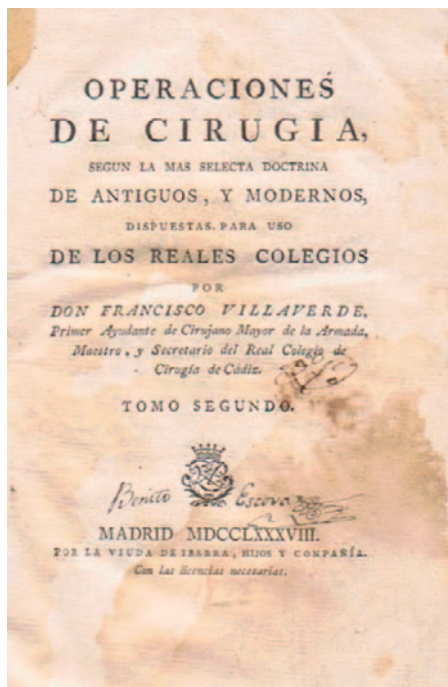 OPERACIONES
DE CIRUGIA,
SEGUN LA MAS SELECTA DOCTRINA
DE ANTIGUOS, Y MODERNOS,
DISPUESTAS PARA USO
DE LOS REALES COLEGIOS
POR
DON FRANCISCO VILLAVERDE,
Primer Ayudante de Cirujano Mayor de la Armada,
Maestro, y Secretario del Real Colegio de
Cirugía de Cádiz.
TOMO SEGUNDO.
Benito
MADRID MDCCLXXXVIII.
POR LA VIUDA DE IBARRA, HIJOS Y COMPAÑÍA.
Con las licencias necesarias.